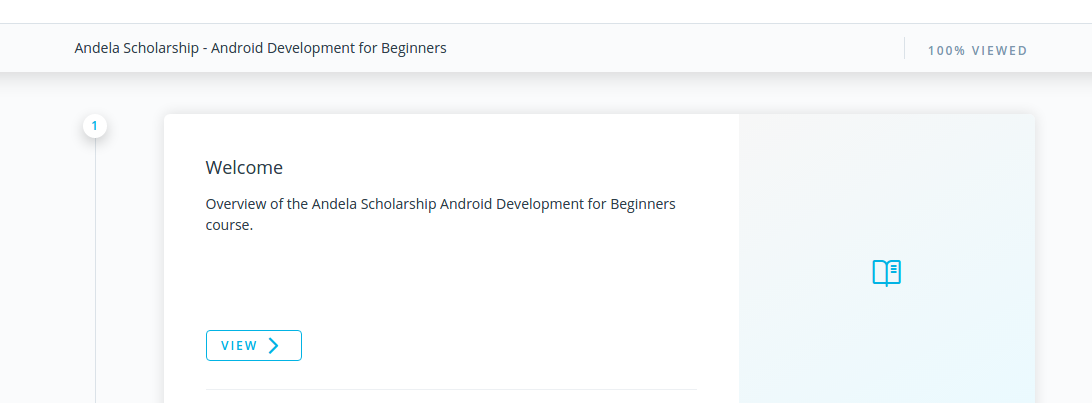 Andela Scholarship - Android Development for Beginners
100% VIEWED
1
Welcome
Overview of the Andela Scholarship Android Development for Beginners
course.
VIEW